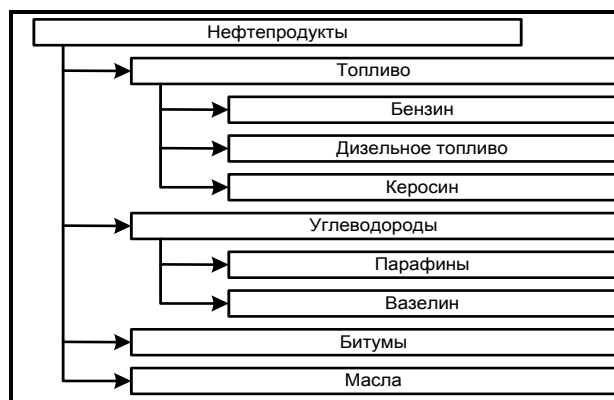 Нефтепродукты
Топливо
Бензин
Дизельное топливо
Керосин
Углеводороды
Парафины
Вазелин
Битумы
Масла